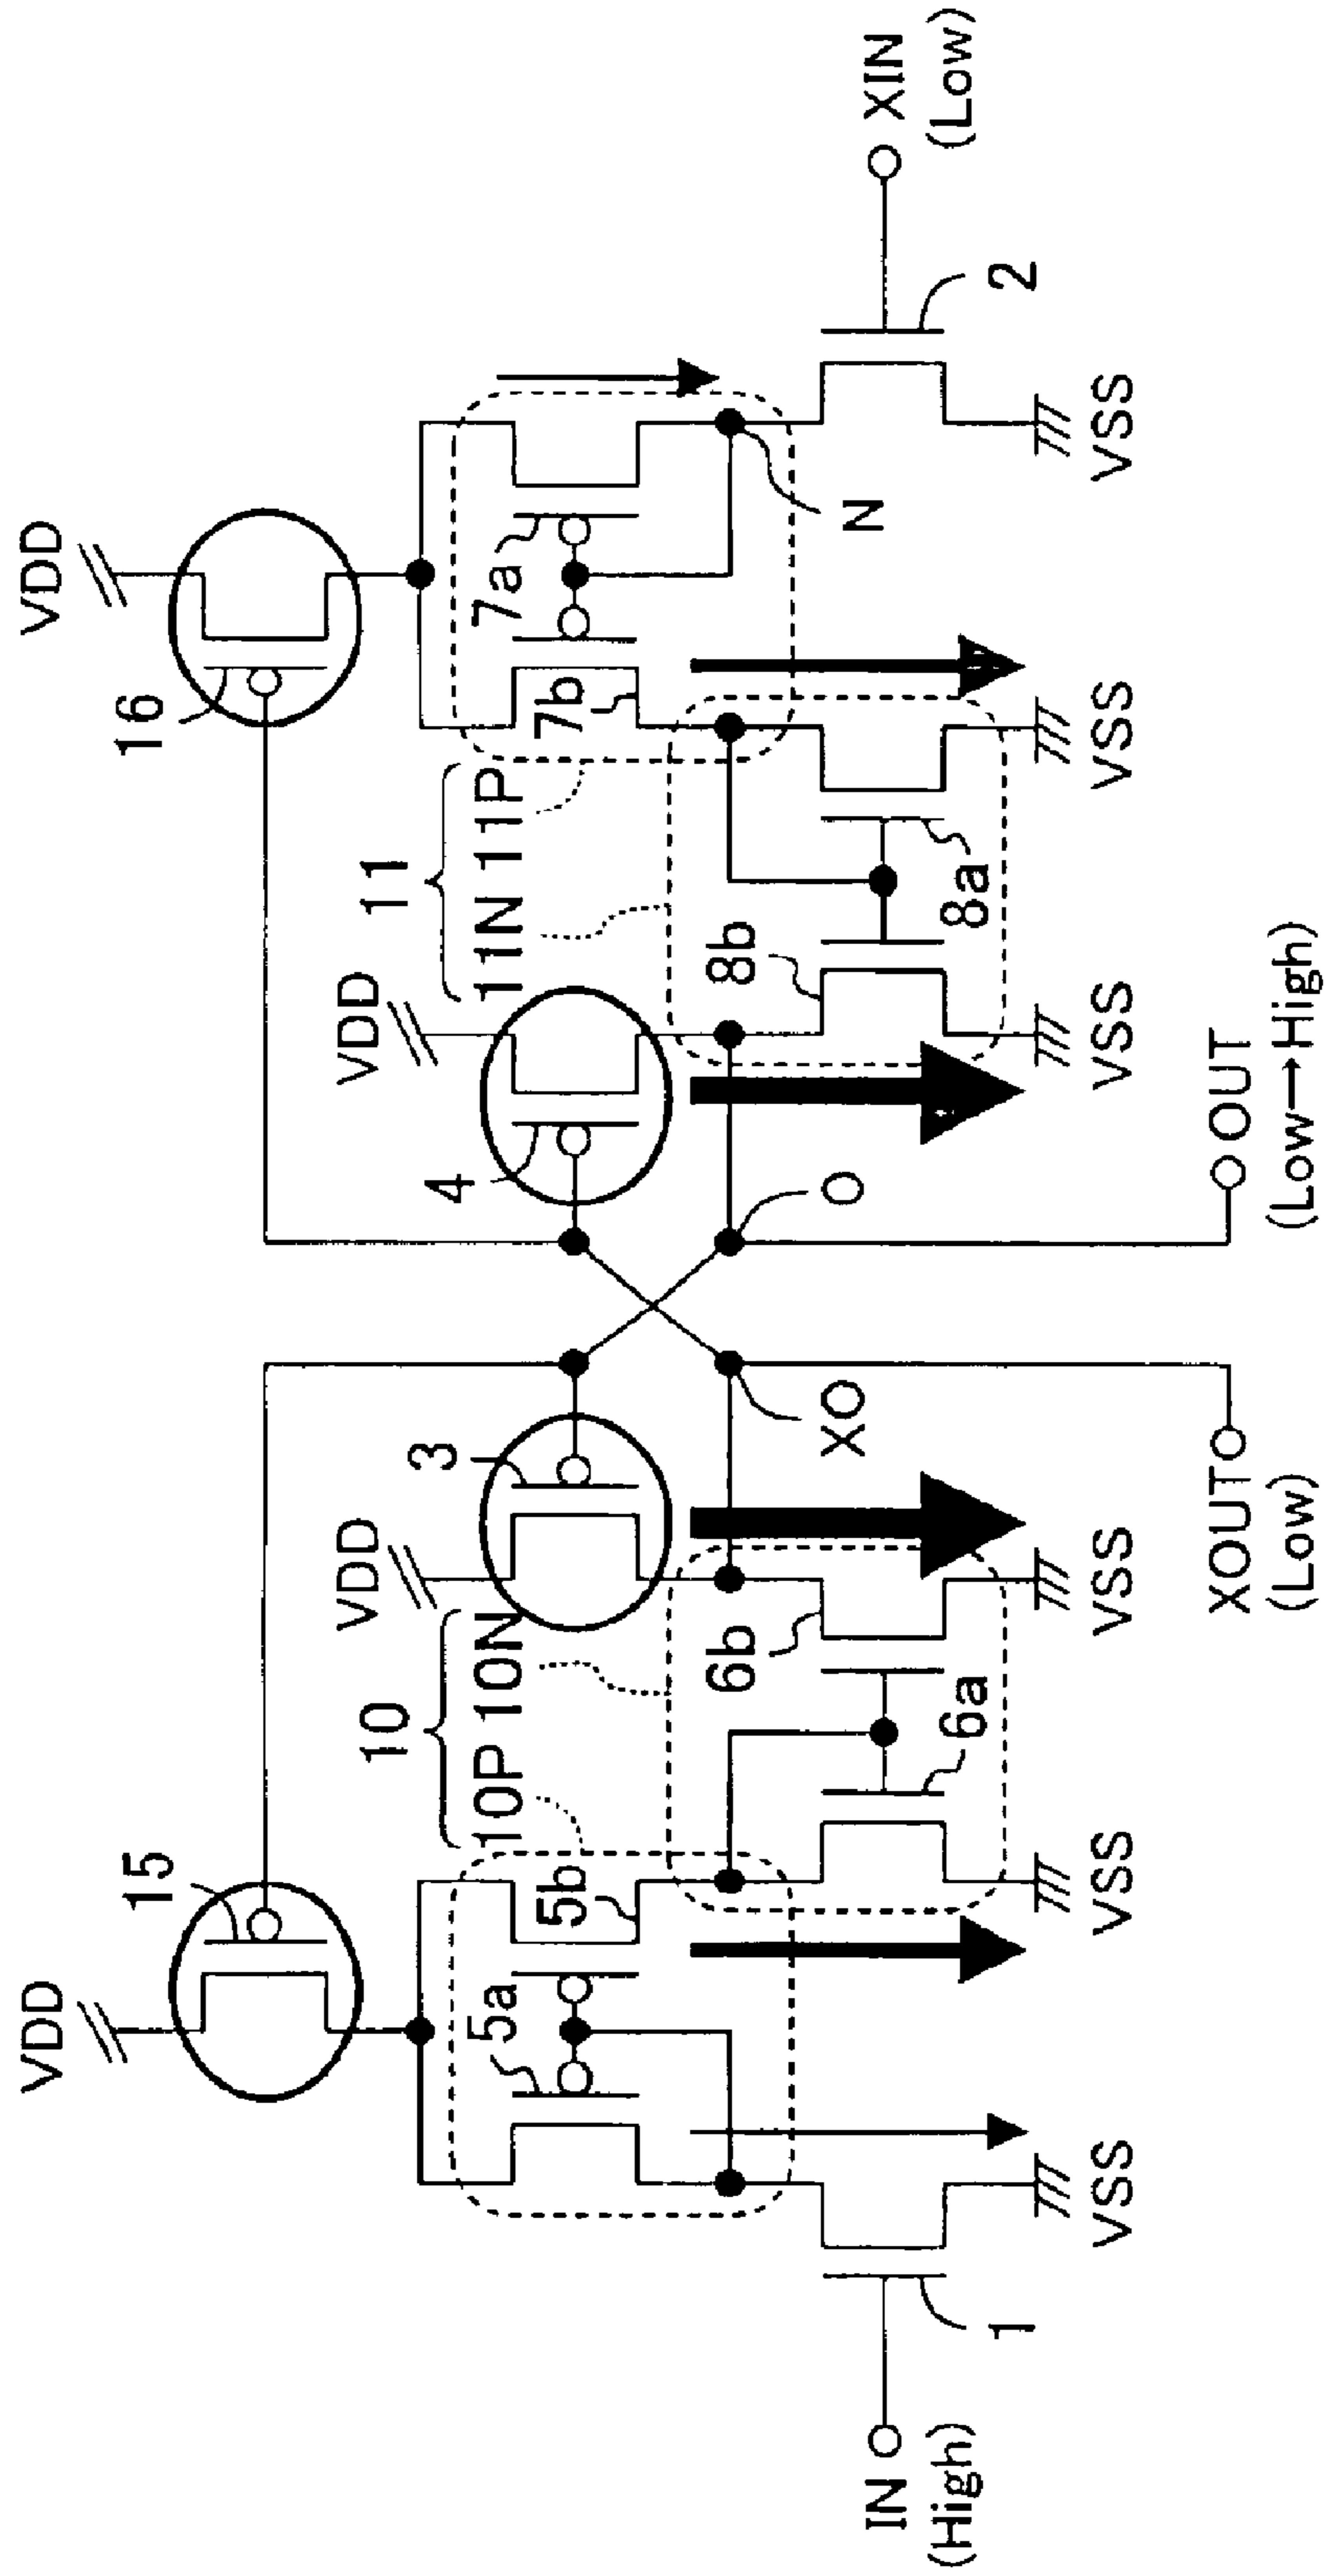 VDD
VDD
15
16
10
11
VDD
VDD
10P 10N
11N 11P
3
4
5a
5b
7b
7a
6b
8b
XO
O
N
6a
8a
1
2
IN
(High)
XIN
(Low)
VSS
VSS
VSS
VSS
VSS
VSS
XOUT
(Low)
OUT
(Low→High)